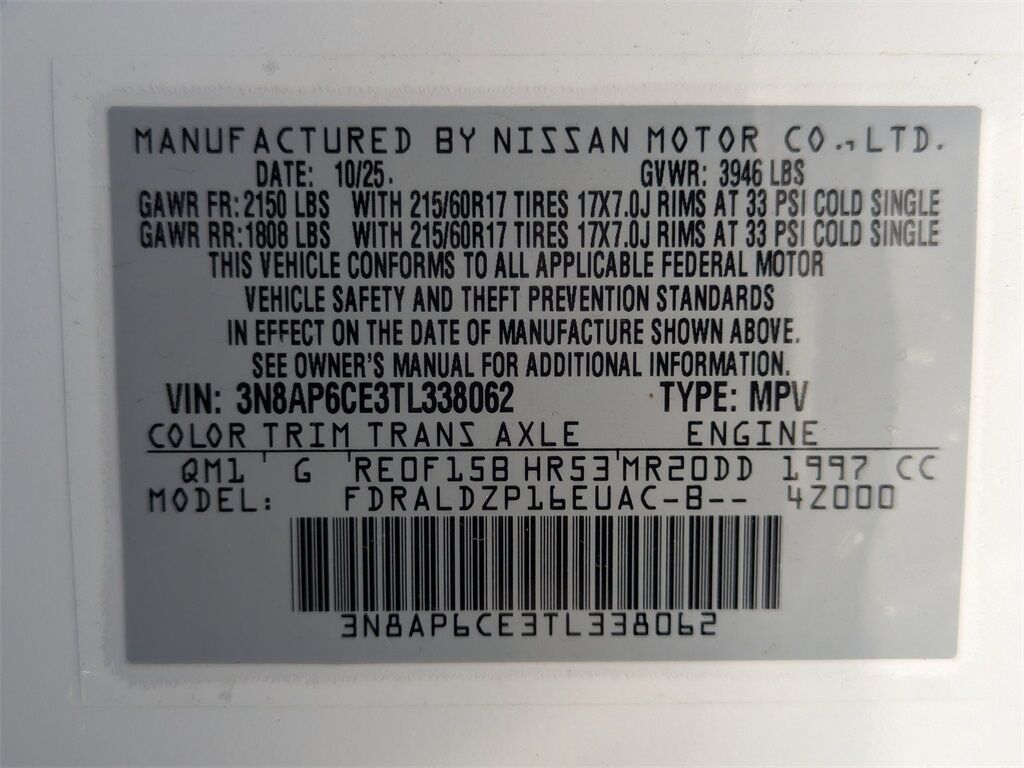 MANUFACTURED BY NISSAN MOTOR CO., LTD.
DATE: 10/25. GVWR: 3946 LBS
GAWR FR: 2150 LBS WITH 215/60R17 TIRES 17X7.0J RIMS AT 33 PSI COLD SINGLE
GAWR RR: 1808 LBS WITH 215/60R17 TIRES 17X7.0J RIMS AT 33 PSI COLD SINGLE
THIS VEHICLE CONFORMS TO ALL APPLICABLE FEDERAL MOTOR
VEHICLE SAFETY AND THEFT PREVENTION STANDARDS
IN EFFECT ON THE DATE OF MANUFACTURE SHOWN ABOVE.
SEE OWNER'S MANUAL FOR ADDITIONAL INFORMATION.
VIN: 3N8AP6CE3TL338062 TYPE: MPV
COLOR TRIM TRANS AXLE ENGINE
QM1 G RE0F15B HR53 MR20DD 1997 CC
MODEL: FDRALDZP16EUAC-B-- 4Z000
3N8AP6CE3TL338062